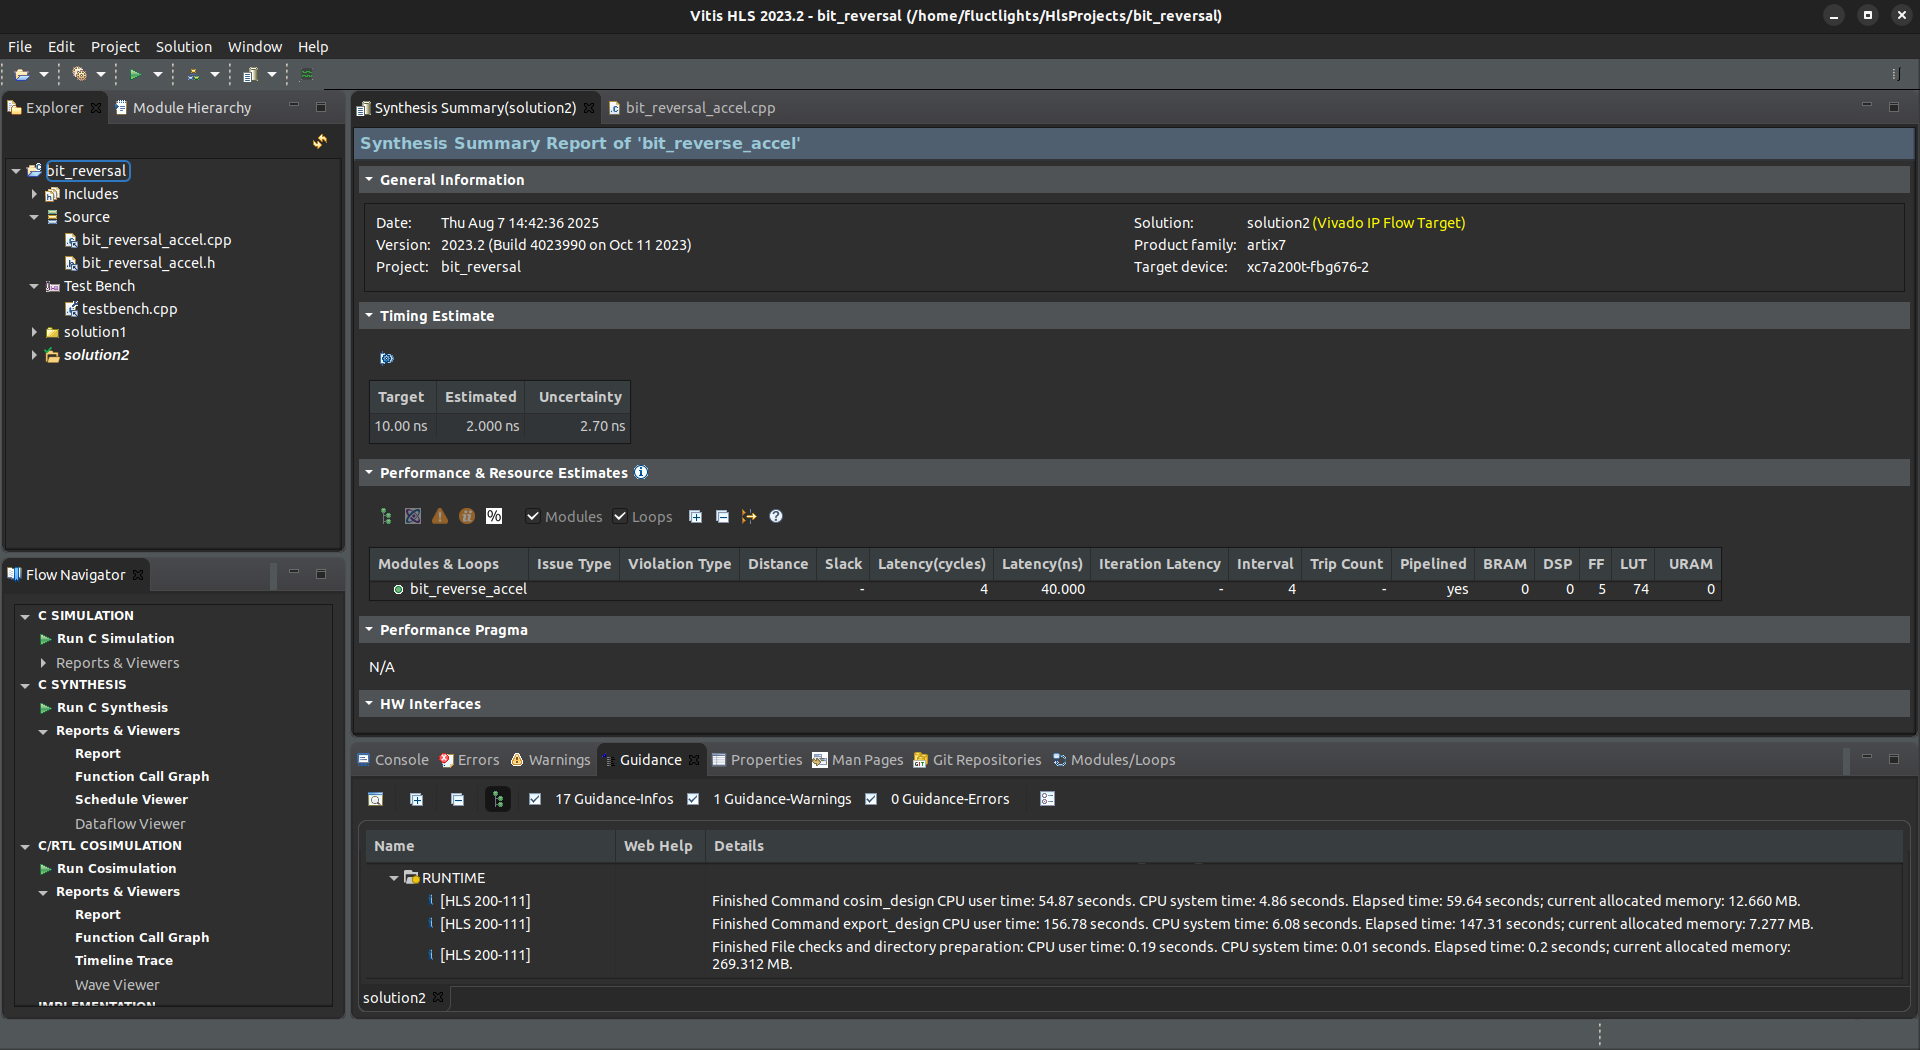 Vitis HLS 2023.2 - bit_reversal (/home/fluctlights/HlsProjects/bit_reversal)
File Edit Project Solution Window Help
Explorer
Module Hierarchy
bit_reversal
Includes
Source
bit_reversal_accel.cpp
bit_reversal_accel.h
Test Bench
testbench.cpp
solution1
solution2
Flow Navigator
C SIMULATION
Run C Simulation
Reports & Viewers
C SYNTHESIS
Run C Synthesis
Reports & Viewers
Report
Function Call Graph
Schedule Viewer
Dataflow Viewer
C/RTL COSIMULATION
Run Cosimulation
Reports & Viewers
Report
Function Call Graph
Timeline Trace
Wave Viewer
IMPLEMENTATION
Synthesis Summary(solution2) bit_reversal_accel.cpp
Synthesis Summary Report of 'bit_reverse_accel'
General Information
Date: Thu Aug 7 14:42:36 2025 Solution: solution2 (Vivado IP Flow Target)
Version: 2023.2 (Build 4023990 on Oct 11 2023) Product family: artix7
Project: bit_reversal Target device: xc7a200t-fbg676-2
Timing Estimate
Target Estimated Uncertainty
10.00 ns 2.000 ns 2.70 ns
Performance & Resource Estimates
% Modules Loops
Modules & Loops Issue Type Violation Type Distance Slack Latency(cycles) Latency(ns) Iteration Latency Interval Trip Count Pipelined BRAM DSP FF LUT URAM
bit_reverse_accel - 4 40.000 - 4 - yes 0 0 5 74 0
Performance Pragma
N/A
HW Interfaces
Console Errors Warnings Guidance Properties Man Pages Git Repositories Modules/Loops
17 Guidance-Infos 1 Guidance-Warnings 0 Guidance-Errors
Name Web Help Details
RUNTIME
[HLS 200-111] Finished Command cosim_design CPU user time: 54.87 seconds. CPU system time: 4.86 seconds. Elapsed time: 59.64 seconds; current allocated memory: 12.660 MB.
[HLS 200-111] Finished Command export_design CPU user time: 156.78 seconds. CPU system time: 6.08 seconds. Elapsed time: 147.31 seconds; current allocated memory: 7.277 MB.
[HLS 200-111] Finished File checks and directory preparation: CPU user time: 0.19 seconds. CPU system time: 0.01 seconds. Elapsed time: 0.2 seconds; current allocated memory:
269.312 MB.
solution2